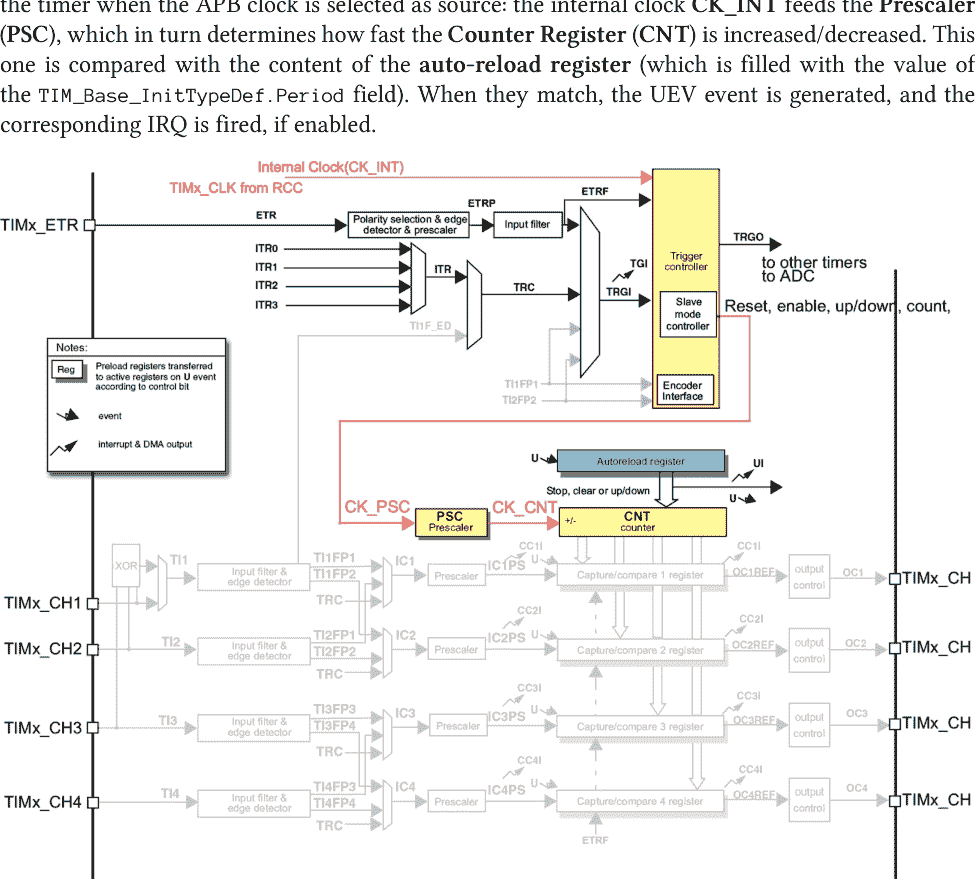 the timer when the APB clock is selected as source: the internal clock CK_INT feeds the Prescaler
(PSC), which in turn determines how fast the Counter Register (CNT) is increased/decreased. This
one is compared with the content of the auto-reload register (which is filled with the value of
the TIM_Base_InitTypeDef.Period field). When they match, the UEV event is generated, and the
corresponding IRQ is fired, if enabled.
Internal Clock(CK_INT)
TIMx_CLK from RCC
ETRF
TIMx_ETR
ETR
Polarity selection & edge
detector & prescaler
ETRP
Input filter
ITR0
ITR1
ITR2
ITR3
ITR
TI1F_ED
TRC
TGI
TRGI
TI1FP1
TI2FP2
Trigger
controller
Slave
mode
controller
Encoder
Interface
TRGO
to other timers
to ADC
Reset, enable, up/down, count,
Notes:
Reg
Preload registers transferred
to active registers on U event
according to control bit
event
interrupt & DMA output
U
Autoreload register
UI
Stop, clear or up/down
U
CK_PSC
PSC
Prescaler
CK_CNT
+/-
CNT
counter
XOR
TI1
TIMx_CH1
Input filter &
edge detector
TI1FP1
TI1FP2
TRC
IC1
Prescaler
IC1PS
CC1I
U
Capture/compare 1 register
CC1I
OC1REF
output
control
OC1
TIMx_CH
TIMx_CH2
TI2
Input filter &
edge detector
TI2FP1
TI2FP2
TRC
IC2
Prescaler
IC2PS
CC2I
U
Capture/compare 2 register
CC2I
OC2REF
output
control
OC2
TIMx_CH
TIMx_CH3
TI3
Input filter &
edge detector
TI3FP3
TI3FP4
TRC
IC3
Prescaler
IC3PS
CC3I
U
Capture/compare 3 register
CC3I
OC3REF
output
control
OC3
TIMx_CH
TIMx_CH4
TI4
Input filter &
edge detector
TI4FP3
TI4FP4
TRC
IC4
Prescaler
IC4PS
CC4I
U
Capture/compare 4 register
CC4I
OC4REF
output
control
OC4
TIMx_CH
ETRF